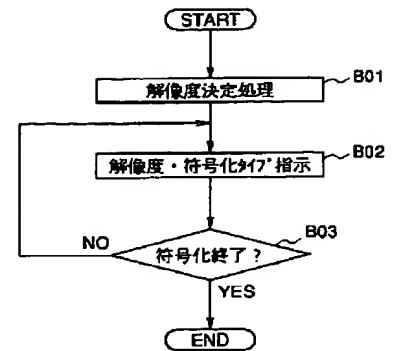 START
解像度決定処理
B01
解像度・符号化ﾀｲﾌﾟ指示
B02
符号化終了?
B03
NO
YES
END